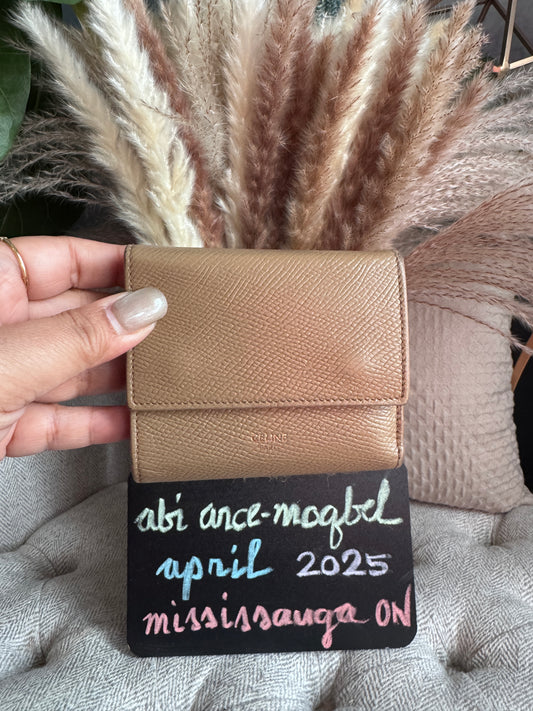 CELINE
abi arce-moqbel
april 2025
mississauga ON